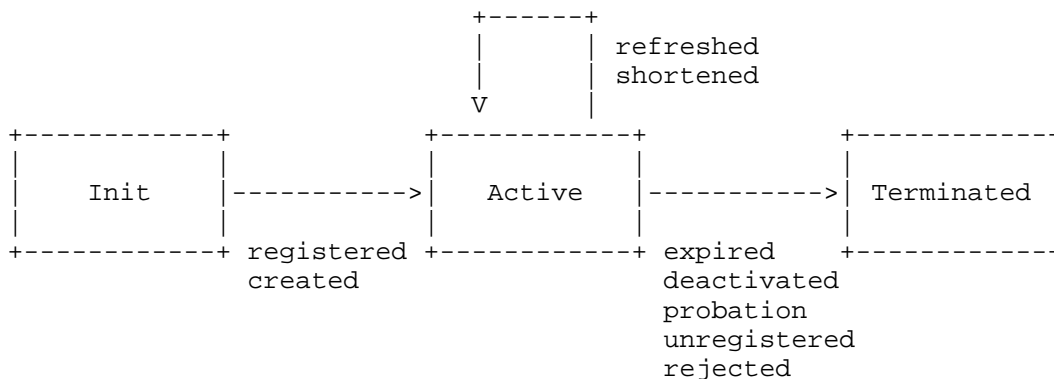 refreshed
shortened
Init
Active
Terminated
registered
created
expired
deactivated
probation
unregistered
rejected